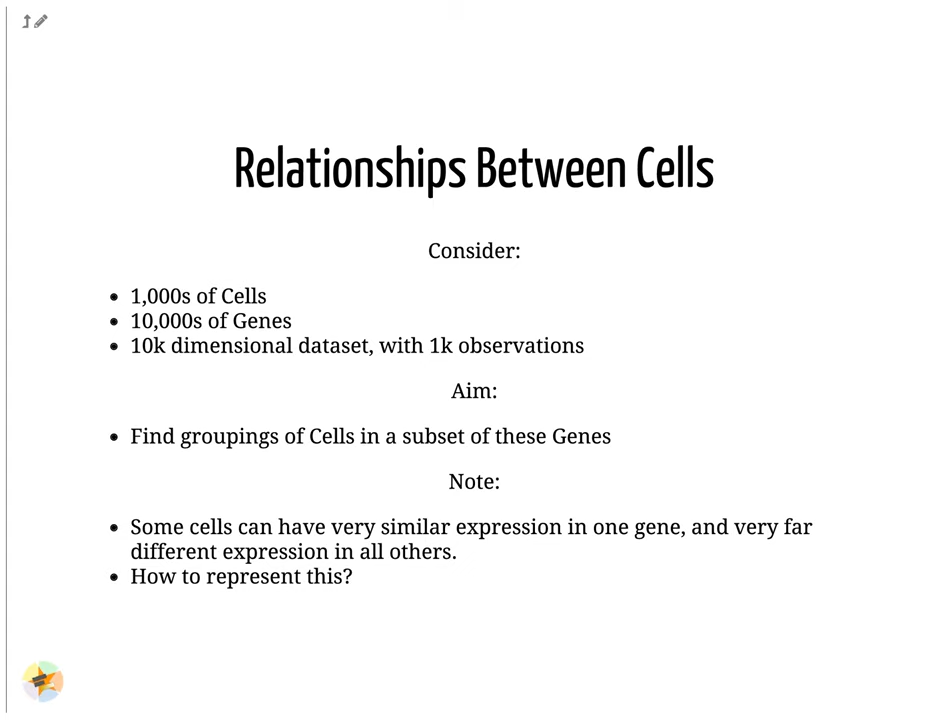 Relationships Between Cells
Consider:
1,000s of Cells
10,000s of Genes
10k dimensional dataset, with 1k observations
Aim:
Find groupings of Cells in a subset of these Genes
Note:
Some cells can have very similar expression in one gene, and very far
different expression in all others.
How to represent this?